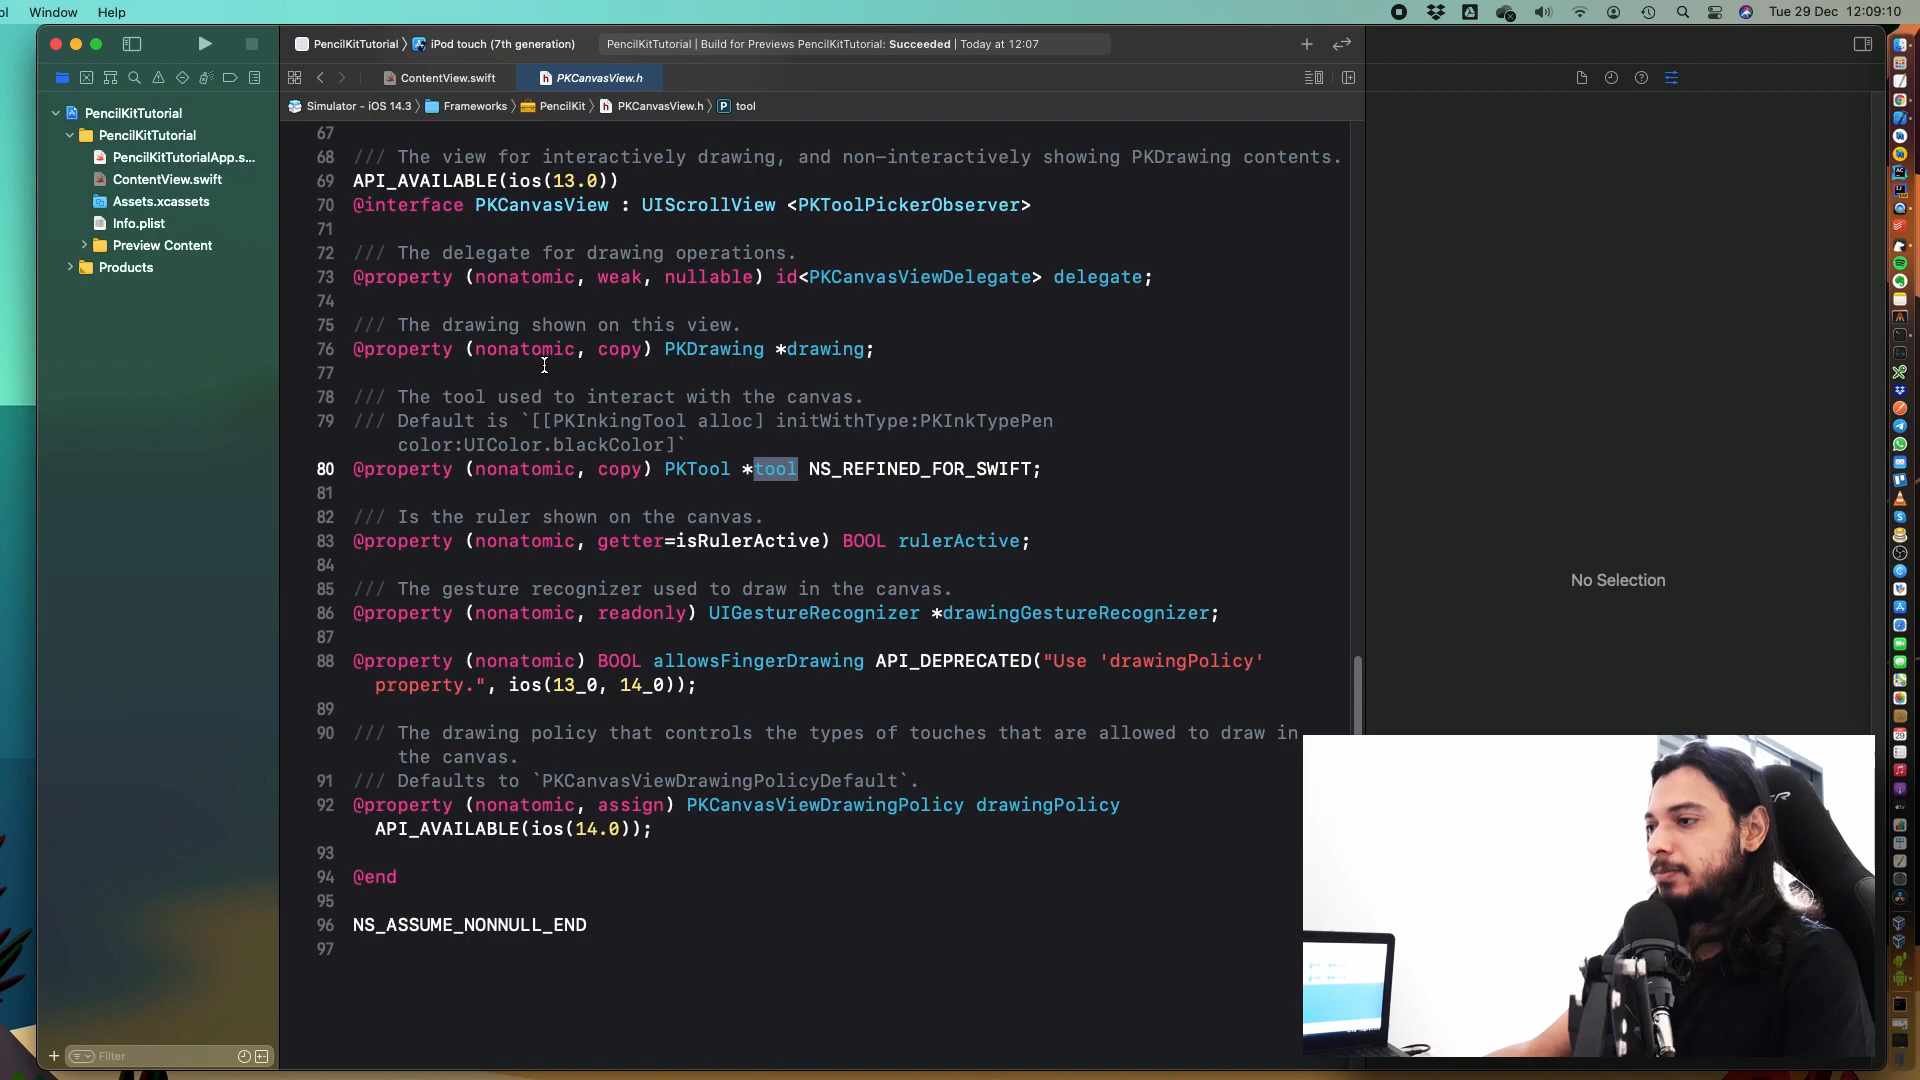 Window Help
Tue 29 Dec 12:09:10
PencilKitTutorial iPod touch (7th generation)
PencilKitTutorial | Build for Previews PencilKitTutorial: Succeeded | Today at 12:07
ContentView.swift
PKCanvasView.h
Simulator - iOS 14.3 Frameworks PencilKit PKCanvasView.h P tool
PencilKitTutorial
PencilKitTutorial
PencilKitTutorialApp.s...
ContentView.swift
Assets.xcassets
Info.plist
Preview Content
Products
67
68 /// The view for interactively drawing, and non-interactively showing PKDrawing contents.
69 API_AVAILABLE(ios(13.0))
70 @interface PKCanvasView : UIScrollView <PKToolPickerObserver>
71
72 /// The delegate for drawing operations.
73 @property (nonatomic, weak, nullable) id<PKCanvasViewDelegate> delegate;
74
75 /// The drawing shown on this view.
76 @property (nonatomic, copy) PKDrawing *drawing;
77
78 /// The tool used to interact with the canvas.
79 /// Default is `[[PKInkingTool alloc] initWithType:PKInkTypePen
color:UIColor.blackColor]`
80 @property (nonatomic, copy) PKTool *tool NS_REFINED_FOR_SWIFT;
81
82 /// Is the ruler shown on the canvas.
83 @property (nonatomic, getter=isRulerActive) BOOL rulerActive;
84
85 /// The gesture recognizer used to draw in the canvas.
86 @property (nonatomic, readonly) UIGestureRecognizer *drawingGestureRecognizer;
87
88 @property (nonatomic) BOOL allowsFingerDrawing API_DEPRECATED("Use 'drawingPolicy'
property.", ios(13_0, 14_0));
89
90 /// The drawing policy that controls the types of touches that are allowed to draw in
the canvas.
91 /// Defaults to `PKCanvasViewDrawingPolicyDefault`.
92 @property (nonatomic, assign) PKCanvasViewDrawingPolicy drawingPolicy
API_AVAILABLE(ios(14.0));
93
94 @end
95
96 NS_ASSUME_NONNULL_END
97
No Selection
Filter